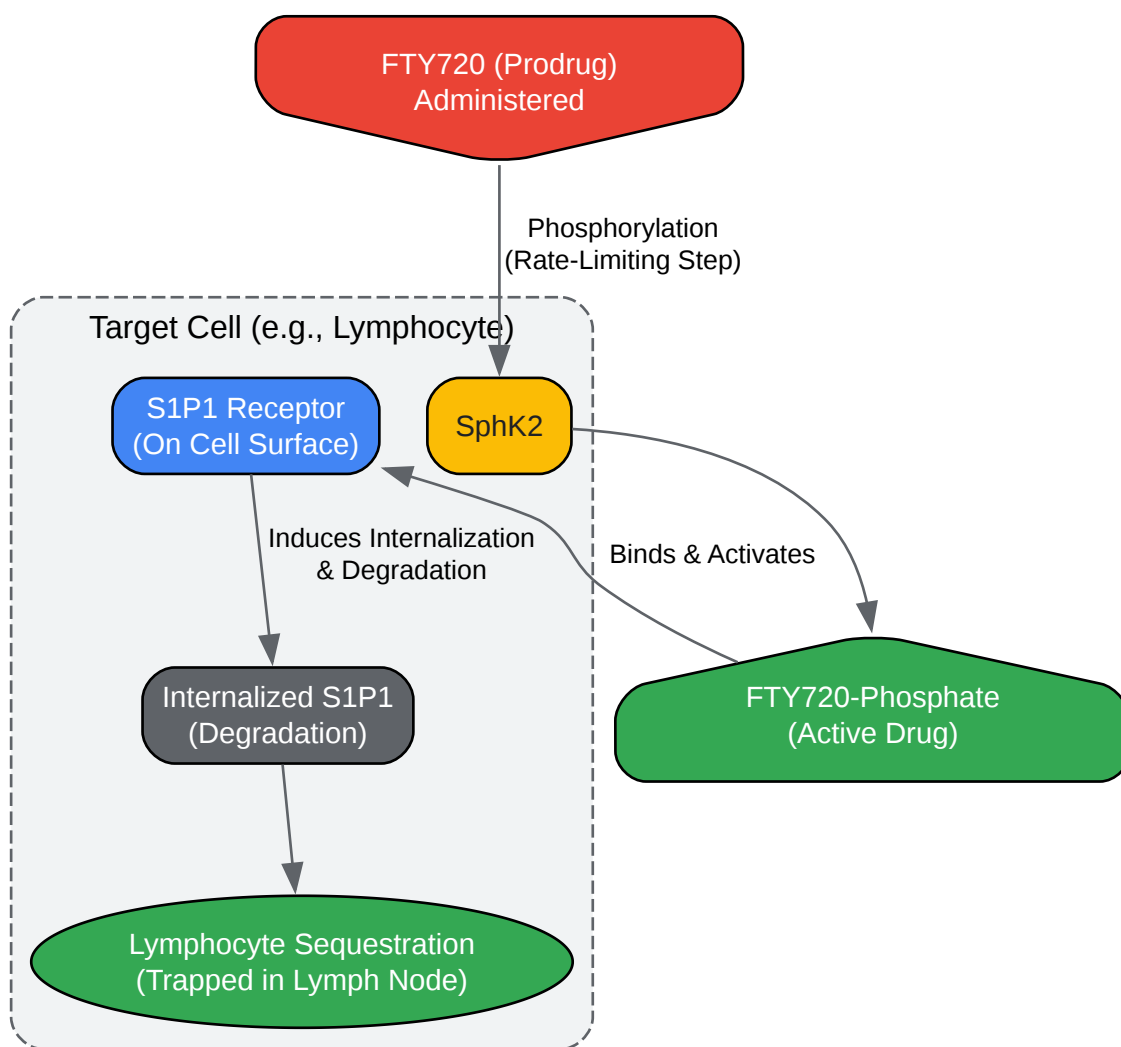 FTY720 (Prodrug)
Administered
Phosphorylation
(Rate-Limiting Step)
Target Cell (e.g., Lymphocyte)
S1P1 Receptor
(On Cell Surface)
SphK2
Induces Internalization
& Degradation
Binds & Activates
Internalized S1P1
(Degradation)
FTY720-Phosphate
(Active Drug)
Lymphocyte Sequestration
(Trapped in Lymph Node)